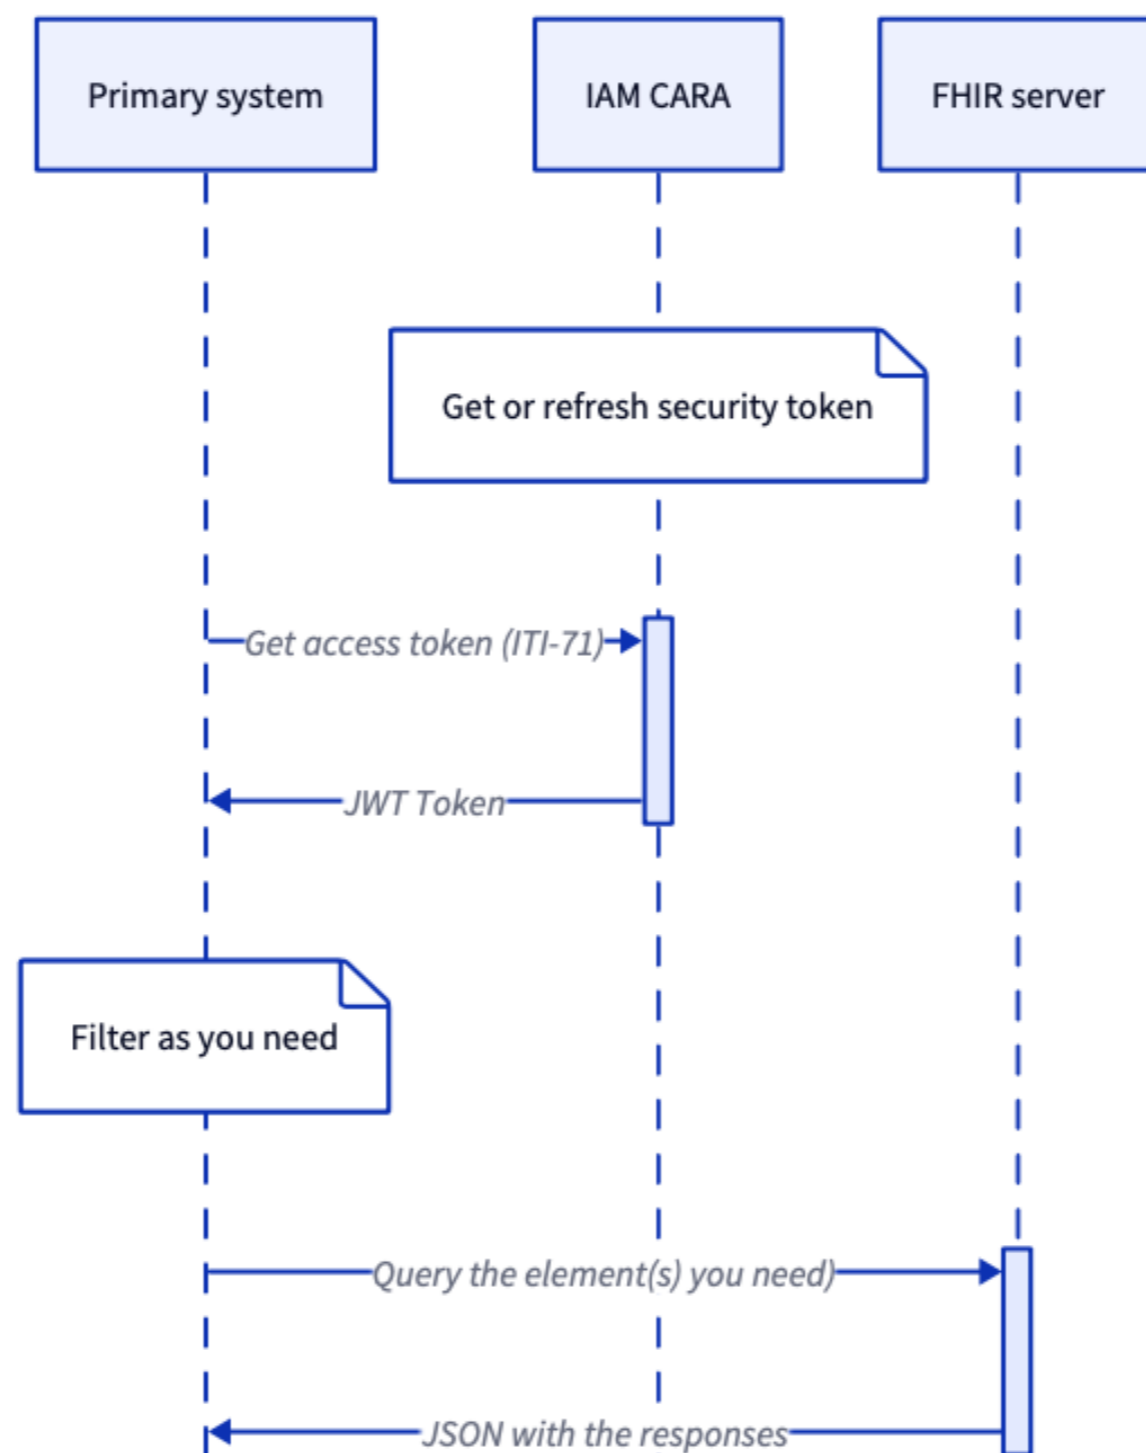 Primary system
IAM CARA
FHIR server
Get or refresh security token
Get access token (ITI-71)
JWT Token
Filter as you need
Query the element(s) you need)
JSON with the responses